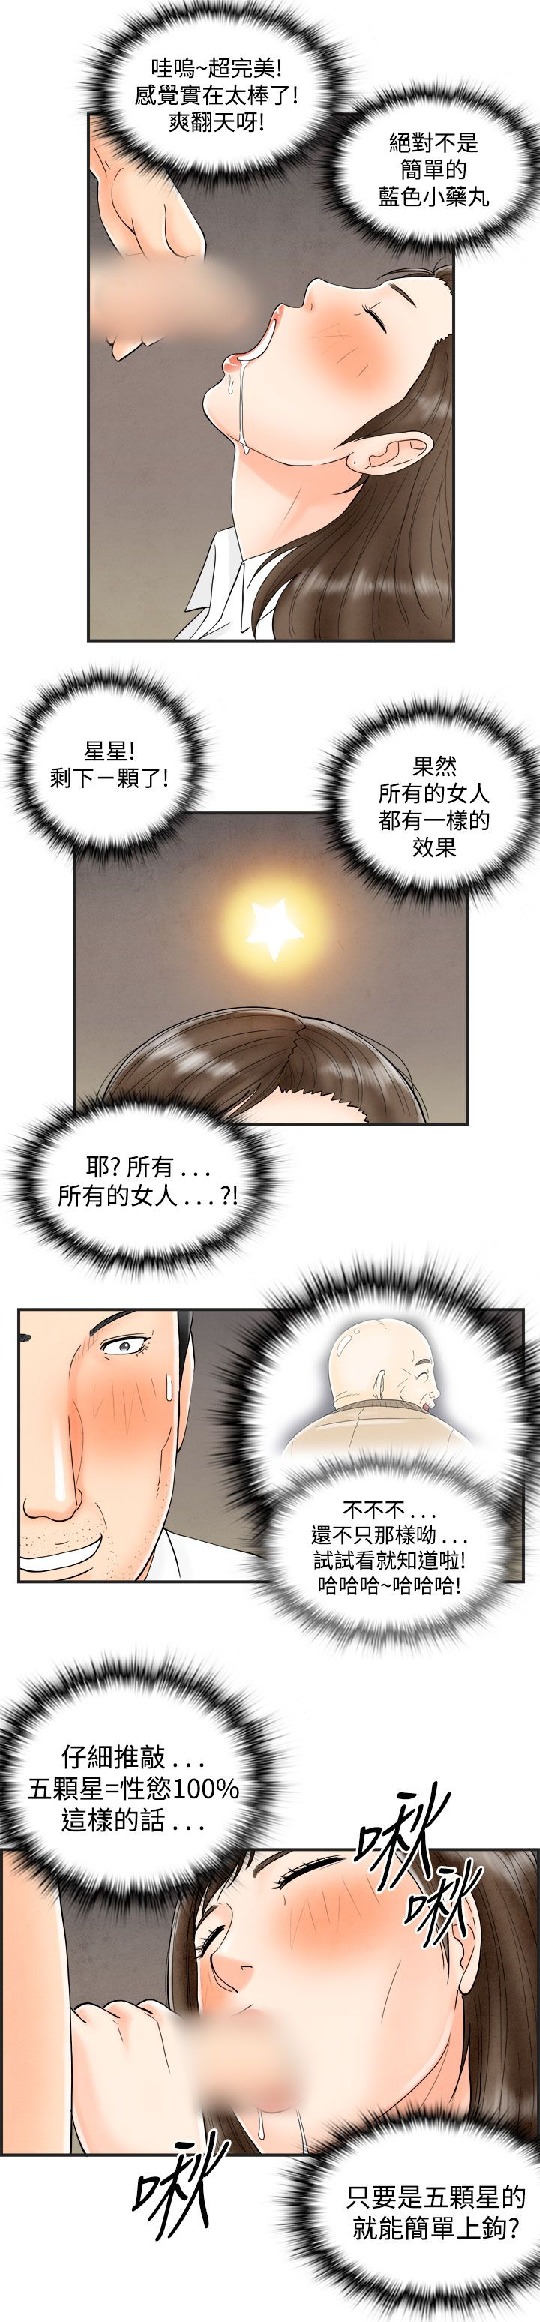 哇嗚~超完美!
感覺實在太棒了!
爽翻天呀!
絕對不是
簡單的
藍色小藥丸
星星!
剩下一顆了!
果然
所有的女人
都有一樣的
效果
耶? 所有...
所有的女人...?!
不不不...
還不只那樣呦...
試試看就知道啦!
哈哈哈~哈哈哈!
仔細推敲...
五顆星=性慾100%
這樣的話...
啾
啾
啾
只要是五顆星的
就能簡單上鉤?